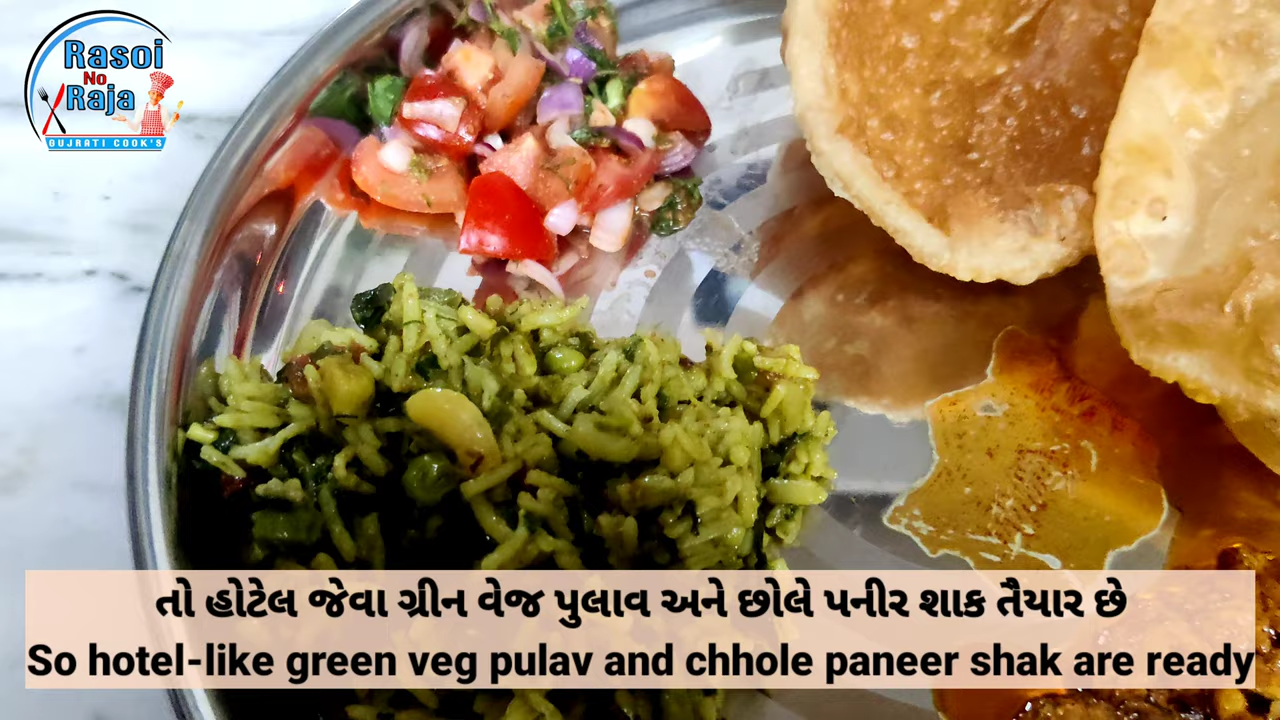 Rasoi
No
Raja
GUJRATI COOK'S
તો હોટેલ જેવા ગ્રીન વેજ પુલાવ અને છોલે પનીર શાક તૈયાર છે
So hotel-like green veg pulav and chhole paneer shak are ready